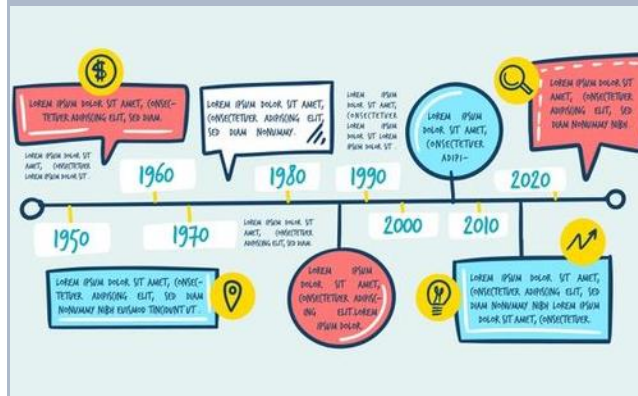 $
LOREM IPSUM DOLOR SIT AMET, CONSEC-
TETUER ADIPISCING ELIT, SED DIAM.
LOREM IPSUM DOLOR SIT
AMET, CONSECTETUER
LOREM IPSUM DOLOR SIT .
LOREM IPSUM DOLOR SIT AMET,
CONSECTETUER ADIPISCING ELIT,
SED DIAM NONUMMY.
LOREM IPSUM
DOLOR SIT AMET,
CONSECTETUER
LOREM IPSUM
DOLOR SIT LOREM
IPSUM DOLOR SIT .
LOREM IPSUM
DOLOR SIT AMET,
CONSECTETUER
ADIPI-
LOREM IPSUM DOLOR SIT
AMET, CONSECTETUER
ADIPISCING ELIT, SED
DIAM NONUMMY NIBH.
1960
1980
1990
2020
1950
1970
2000
2010
LOREM IPSUM DOLOR SIT
AMET, CONSECTETUER
ADIPISCING ELIT, SED DIAM.
LOREM IPSUM DOLOR SIT AMET, CONSEC-
TETUER ADIPISCING ELIT, SED DIAM
NONUMMY NIBH EUISMOD TINCIDUNT UT .
LOREM IPSUM
DOLOR SIT AMET,
CONSECTETUER ADIPISC-
ING ELIT.LOREM
IPSUM DOLOR.
LOREM IPSUM DOLOR SIT AMET,
CONSECTETUER ADIPISCING ELIT, SED
DIAM NONUMMY NIBH LOREM IPSUM
DOLOR SIT AMET, CONSECTETUER.